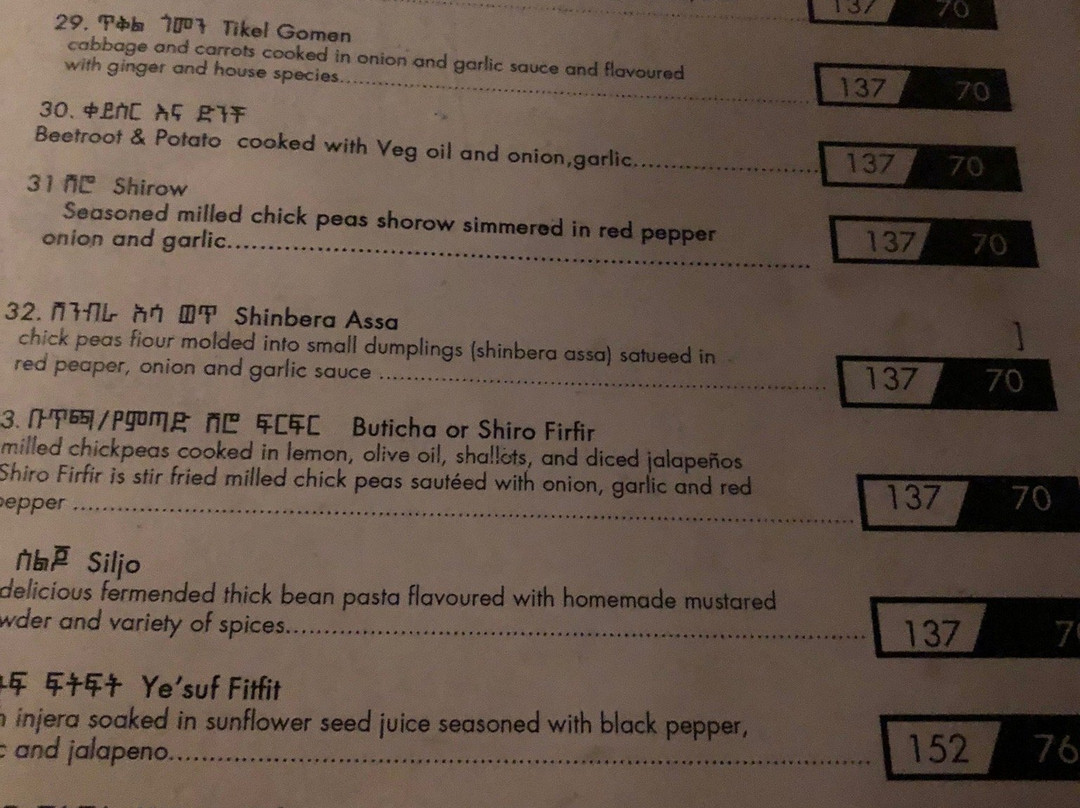 137 70
29. ጥቅል ጎመን Tikel Gomen
cabbage and carrots cooked in onion and garlic sauce and flavoured
with ginger and house species........................ 137 70
30. ቀይስር እና ድንች
Beetroot & Potato cooked with Veg oil and onion,garlic........................ 137 70
31 ሽሮ Shirow
Seasoned milled chick peas shorow simmered in red pepper
onion and garlic........................ 137 70
32. ሽንብራ አሳ ወጥ Shinbera Assa
chick peas flour molded into small dumplings (shinbera assa) satueed in ]
red peaper, onion and garlic sauce ........................ 137 70
3. ቡጥጫ/የምጣድ ሽሮ ፍርፍር Buticha or Shiro Firfir
milled chickpeas cooked in lemon, olive oil, shallots, and diced jalapeños
Shiro Firfir is stir fried milled chick peas sautéed with onion, garlic and red
pepper ........................ 137 70
ስልጆ Siljo
delicious fermented thick bean pasta flavoured with homemade mustared
wder and variety of spices........................ 137 7
ፍትፍት Ye'suf Fitfit
injera soaked in sunflower seed juice seasoned with black pepper,
c and jalapeno........................ 152 76